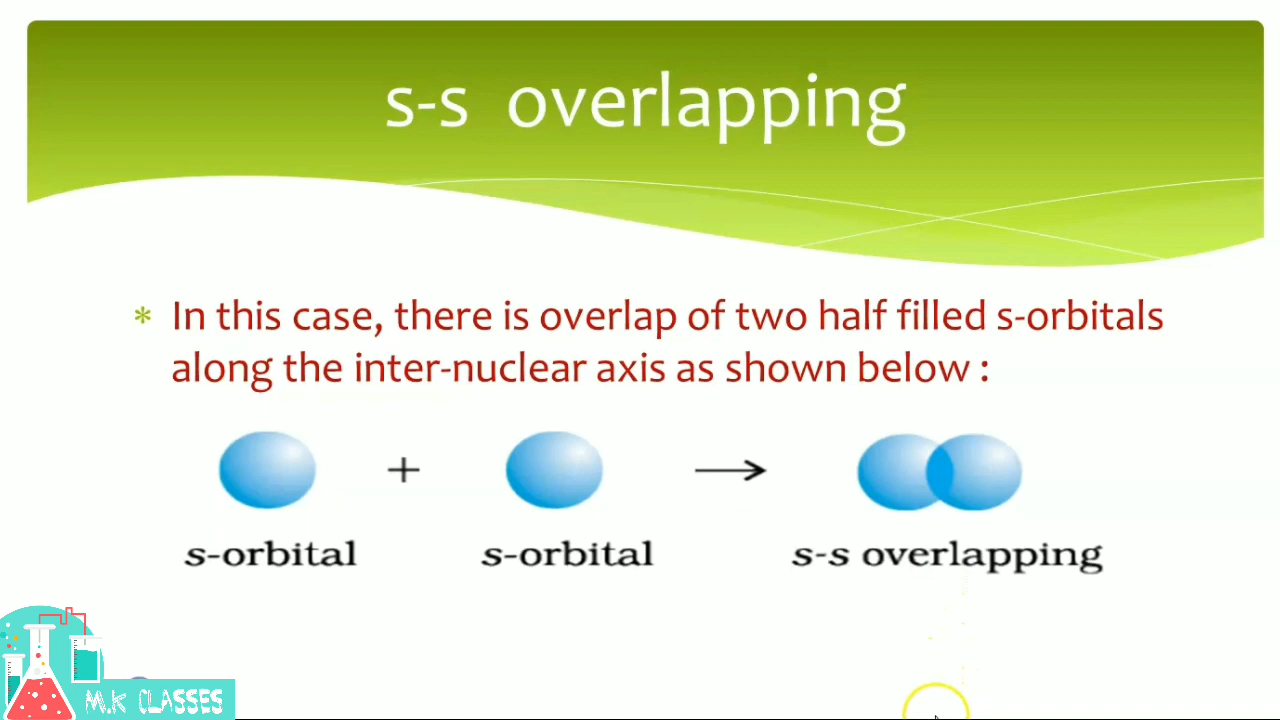 s-s overlapping
* In this case, there is overlap of two half filled s-orbitals
along the inter-nuclear axis as shown below :
+ →
s-orbital s-orbital s-s overlapping
M.K CLASSES